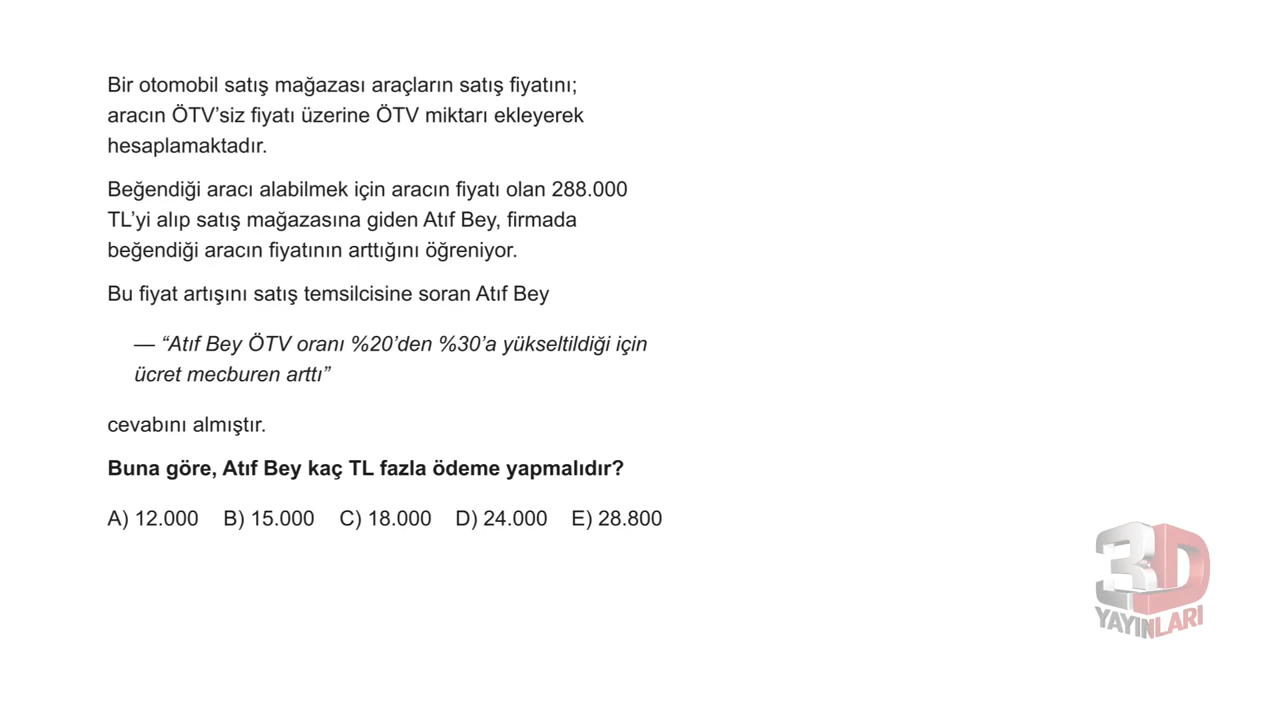 Bir otomobil satış mağazası araçların satış fiyatını;
aracın ÖTV’siz fiyatı üzerine ÖTV miktarı ekleyerek
hesaplamaktadır.
Beğendiği aracı alabilmek için aracın fiyatı olan 288.000
TL’yi alıp satış mağazasına giden Atıf Bey, firmada
beğendiği aracın fiyatının arttığını öğreniyor.
Bu fiyat artışını satış temsilcisine soran Atıf Bey
— “Atıf Bey ÖTV oranı %20’den %30’a yükseltildiği için
ücret mecburen arttı”
cevabını almıştır.
Buna göre, Atıf Bey kaç TL fazla ödeme yapmalıdır?
A) 12.000 B) 15.000 C) 18.000 D) 24.000 E) 28.800
3D
YAYINLARI